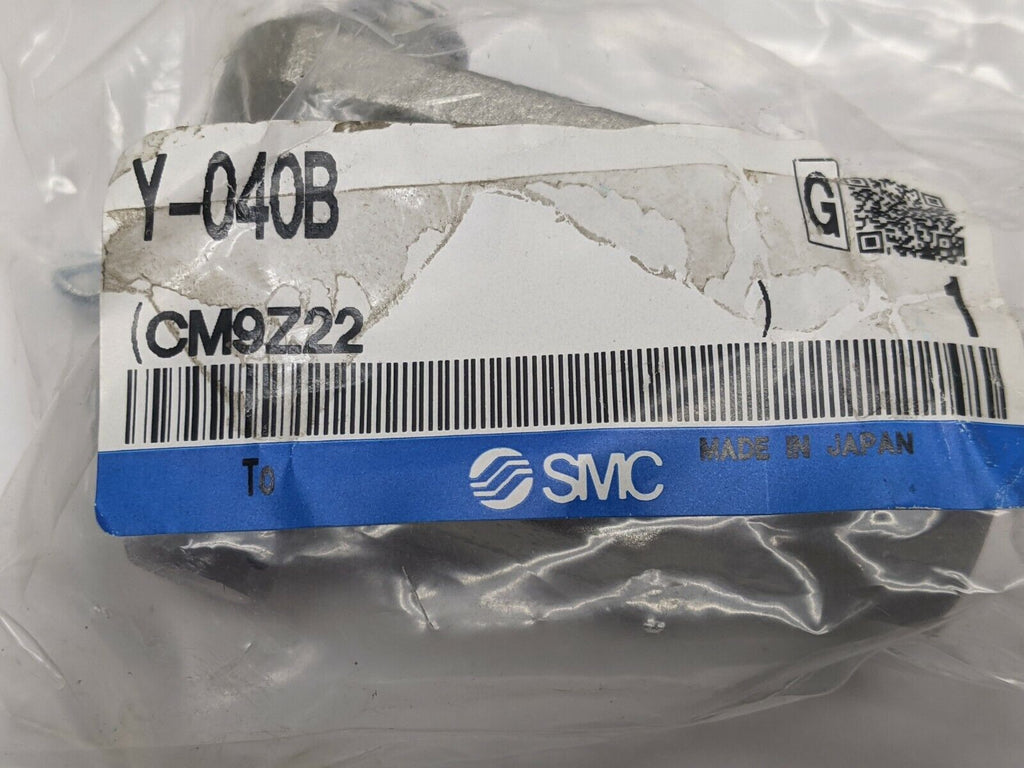 Y-040B G
(CM9Z22 ) 1
To SMC MADE IN JAPAN